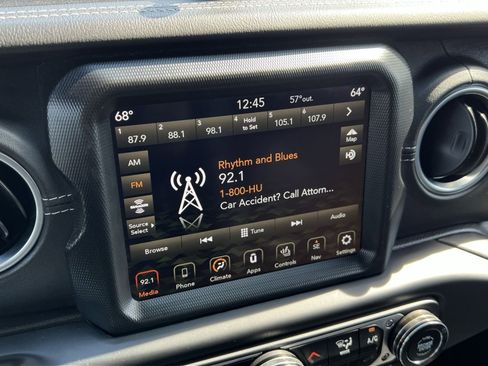 68° 12:45 57°out. 64°
1 87.9 2 88.1 3 98.1 4 Hold to Set 5 105.1 6 107.9
AM
FM
Source Select
Rhythm and Blues
92.1
1-800-HU
Car Accident? Call Attorn...
Map
Browse Tune Audio
92.1 SE
Media Phone Climate Apps Controls Nav Settings
A/C